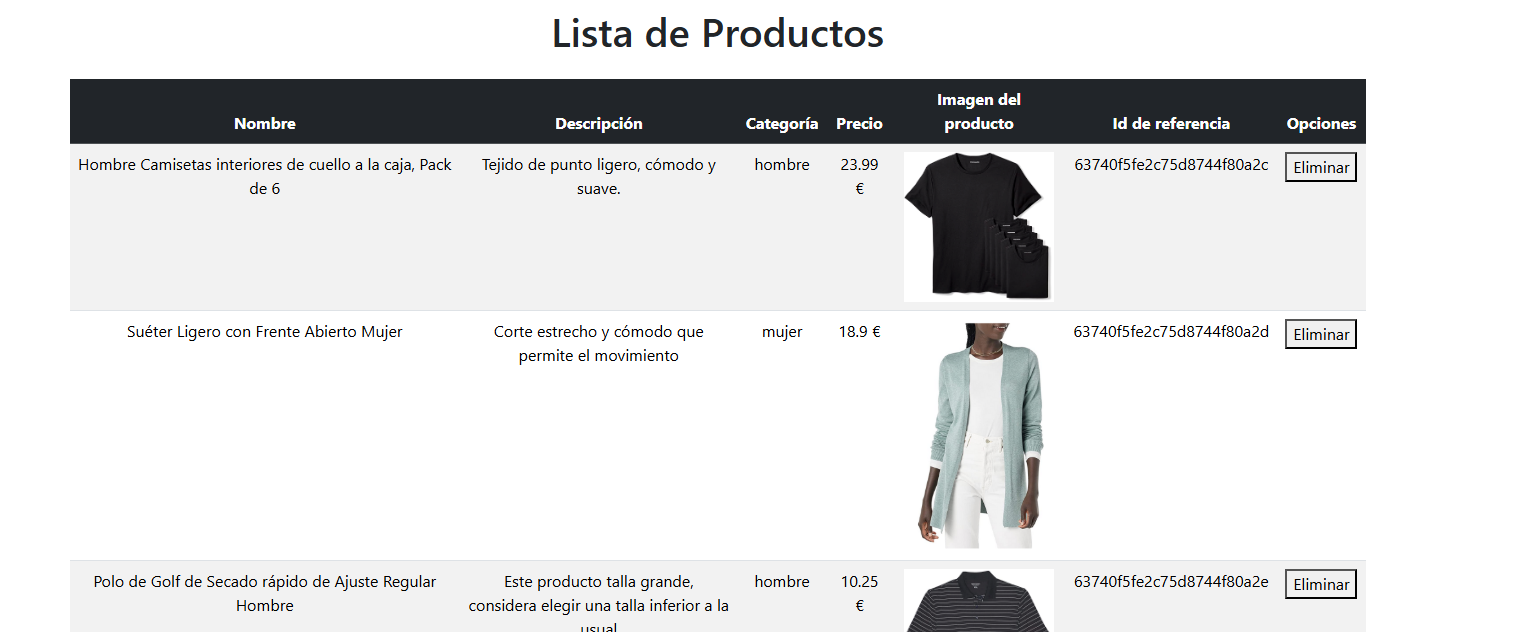 Lista de Productos
Nombre Descripción Categoría Precio Imagen del producto Id de referencia Opciones
Hombre Camisetas interiores de cuello a la caja, Pack
de 6
Tejido de punto ligero, cómodo y
suave.
hombre
23.99
€
63740f5fe2c75d8744f80a2c
Eliminar
Suéter Ligero con Frente Abierto Mujer
Corte estrecho y cómodo que
permite el movimiento
mujer
18.9 €
63740f5fe2c75d8744f80a2d
Eliminar
Polo de Golf de Secado rápido de Ajuste Regular
Hombre
Este producto talla grande,
considera elegir una talla inferior a la
usual
hombre
10.25
€
63740f5fe2c75d8744f80a2e
Eliminar